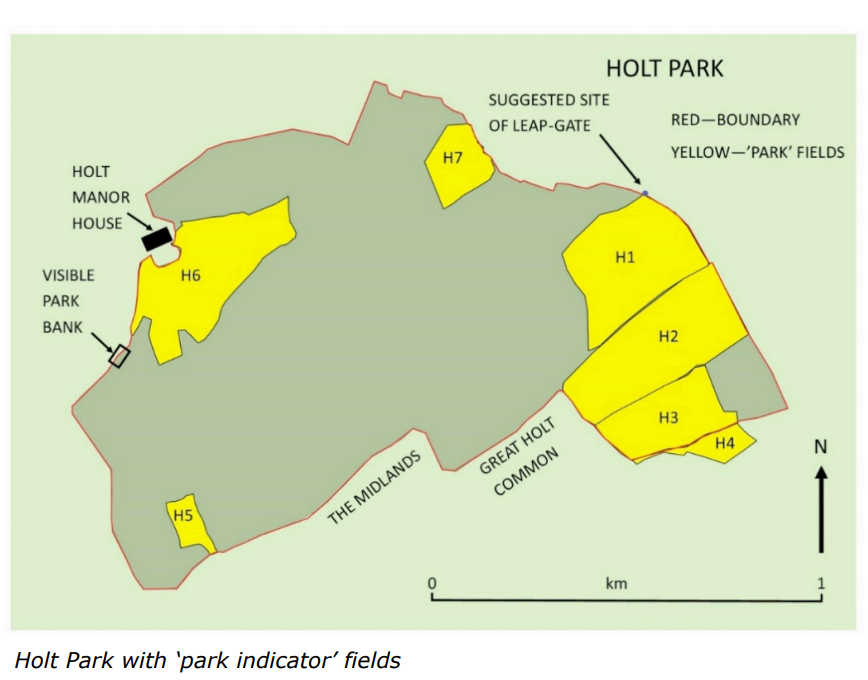 HOLT PARK
SUGGESTED SITE
OF LEAP-GATE
RED—BOUNDARY
YELLOW—'PARK' FIELDS
H7
HOLT
MANOR
HOUSE
H1
H6
VISIBLE
PARK
BANK
H2
H3
H4
GREAT HOLT
COMMON
THE MIDLANDS
N
H5
0 km 1
Holt Park with ‘park indicator’ fields